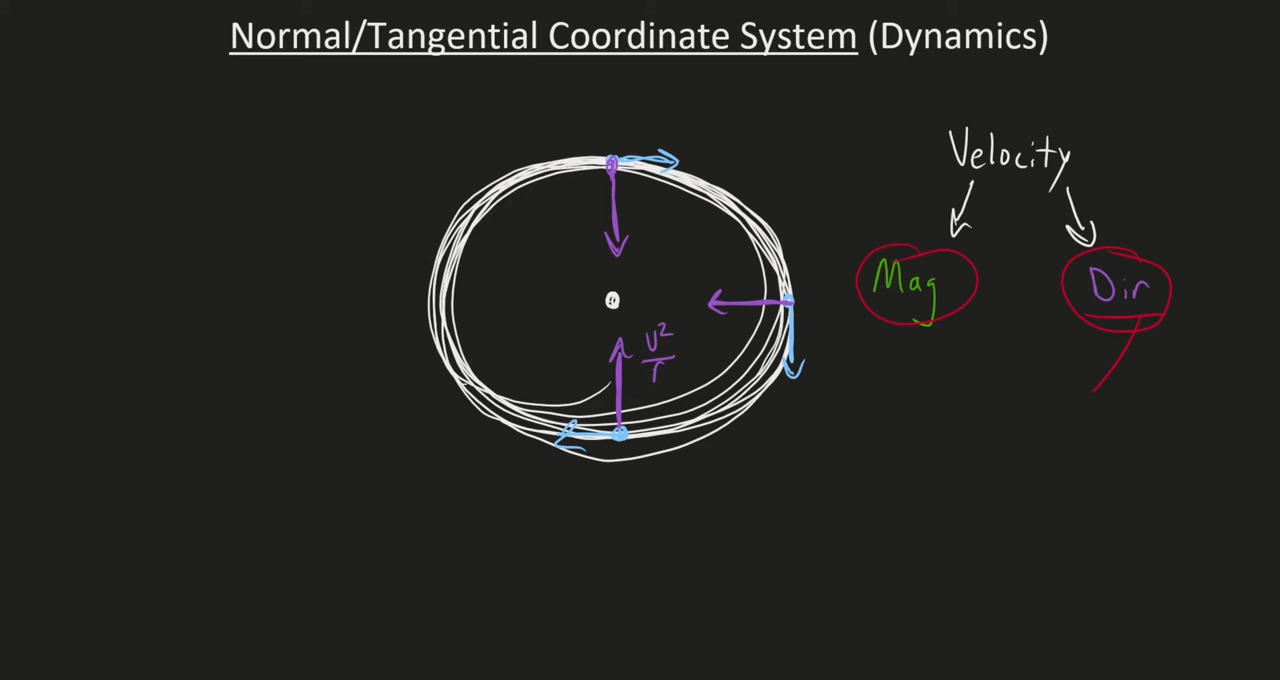 Normal/Tangential Coordinate System (Dynamics)
Velocity
Mag
Dir
v²
r